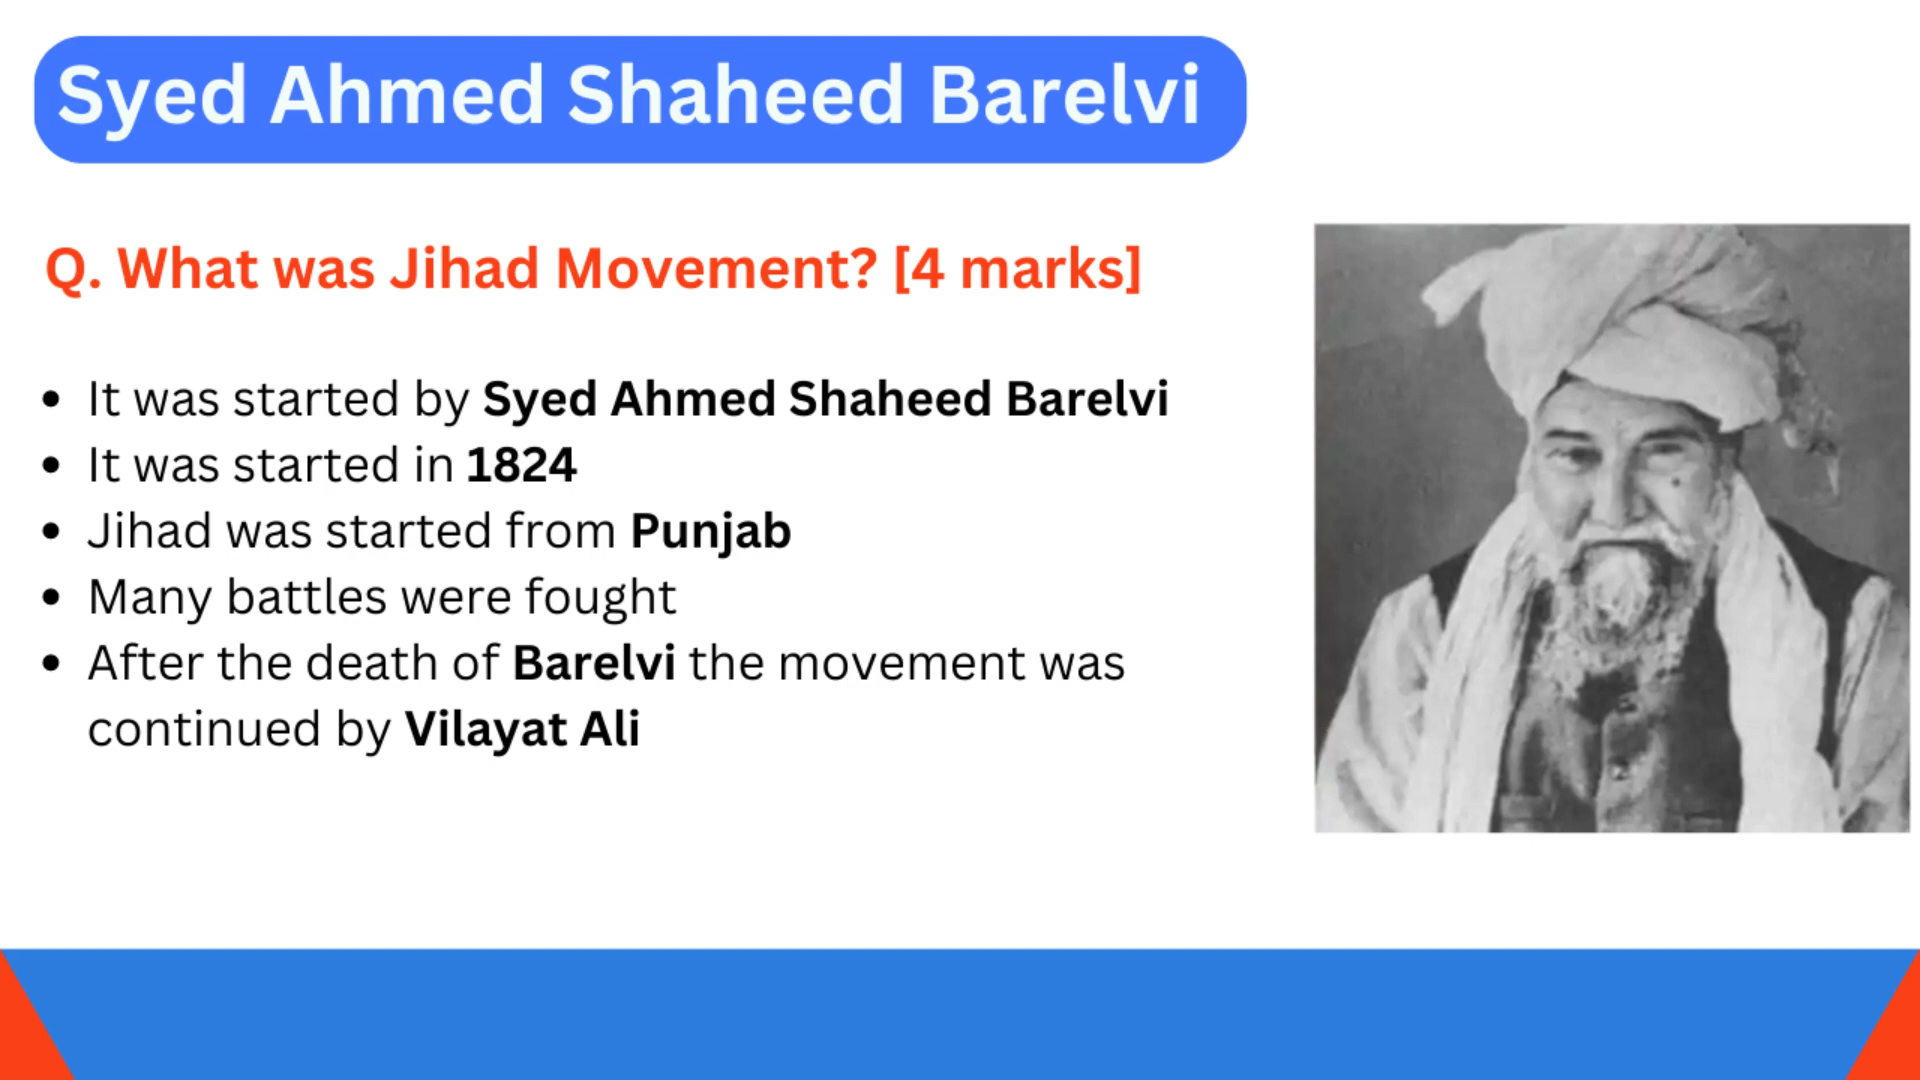 Syed Ahmed Shaheed Barelvi
Q. What was Jihad Movement? [4 marks]
• It was started by Syed Ahmed Shaheed Barelvi
• It was started in 1824
• Jihad was started from Punjab
• Many battles were fought
• After the death of Barelvi the movement was
continued by Vilayat Ali